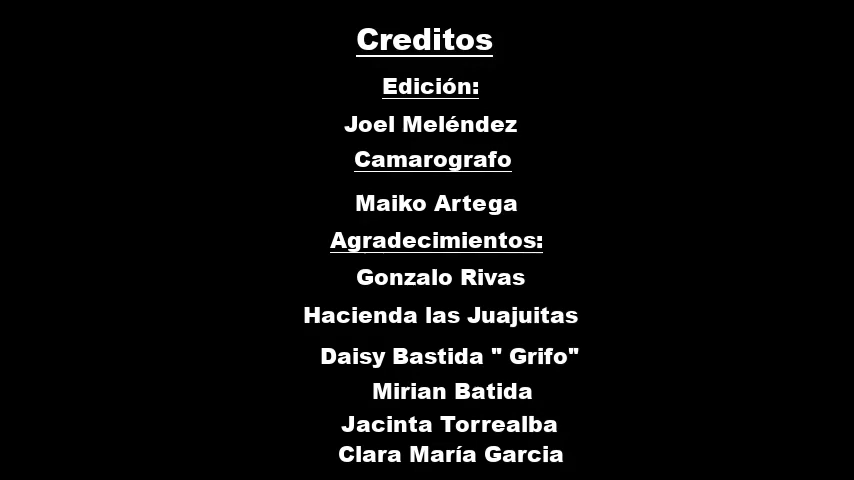 Creditos
Edición:
Joel Meléndez
Camarografo
Maiko Artega
Agradecimientos:
Gonzalo Rivas
Hacienda las Juajuitas
Daisy Bastida " Grifo"
Mirian Batida
Jacinta Torrealba
Clara María Garcia